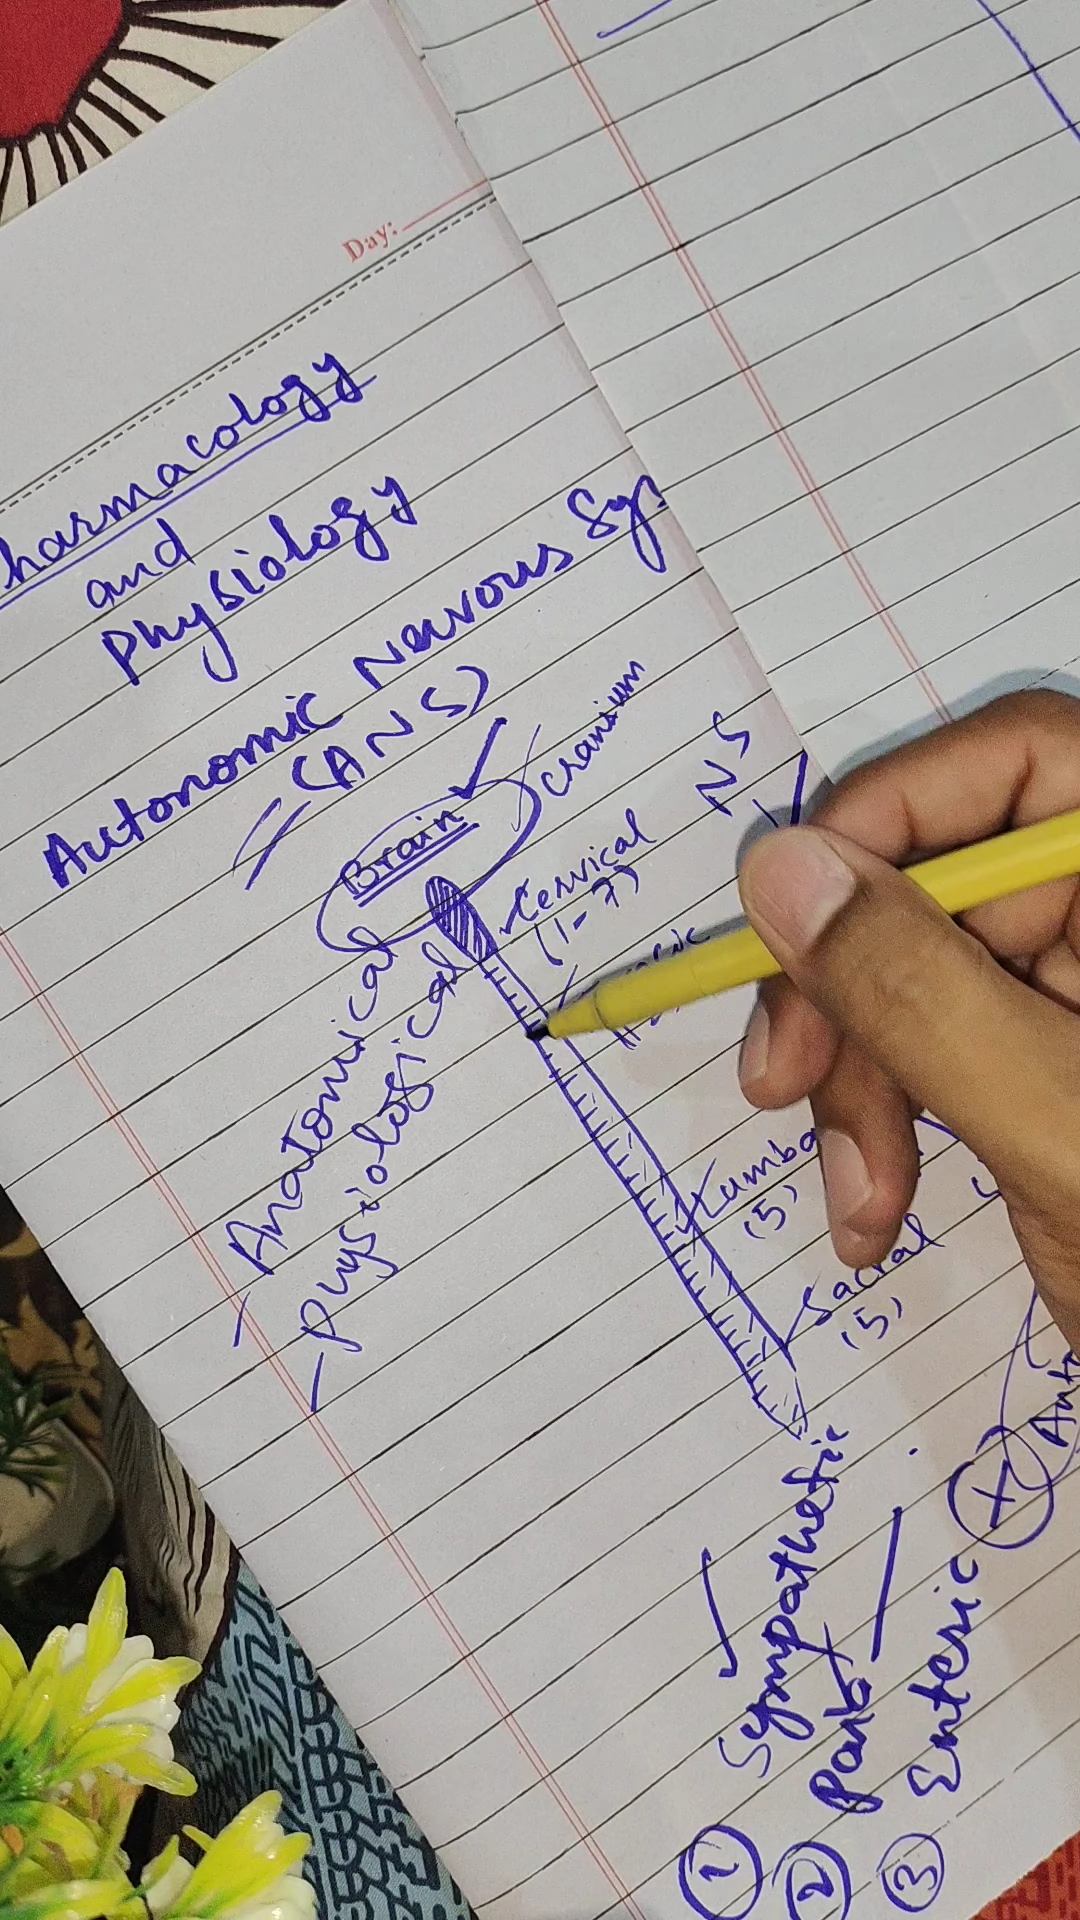 Day:
harmacology
and
Physiology
Autonomic Nervous Sys.
(ANS)
Brain
cranium
NS
Cervical
(1-7)
Anatomical
Physiological
Lumba
(5)
Sacral
(5)
① Sympathetic
② Para
③ Enteric